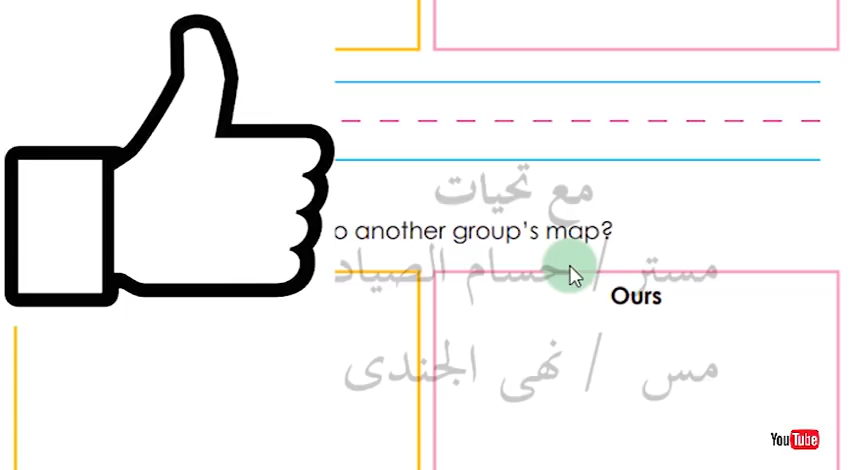 مع تحيات
o another group's map?
مستر / حسام الصياد
Ours
مس / نهى الجندى
YouTube